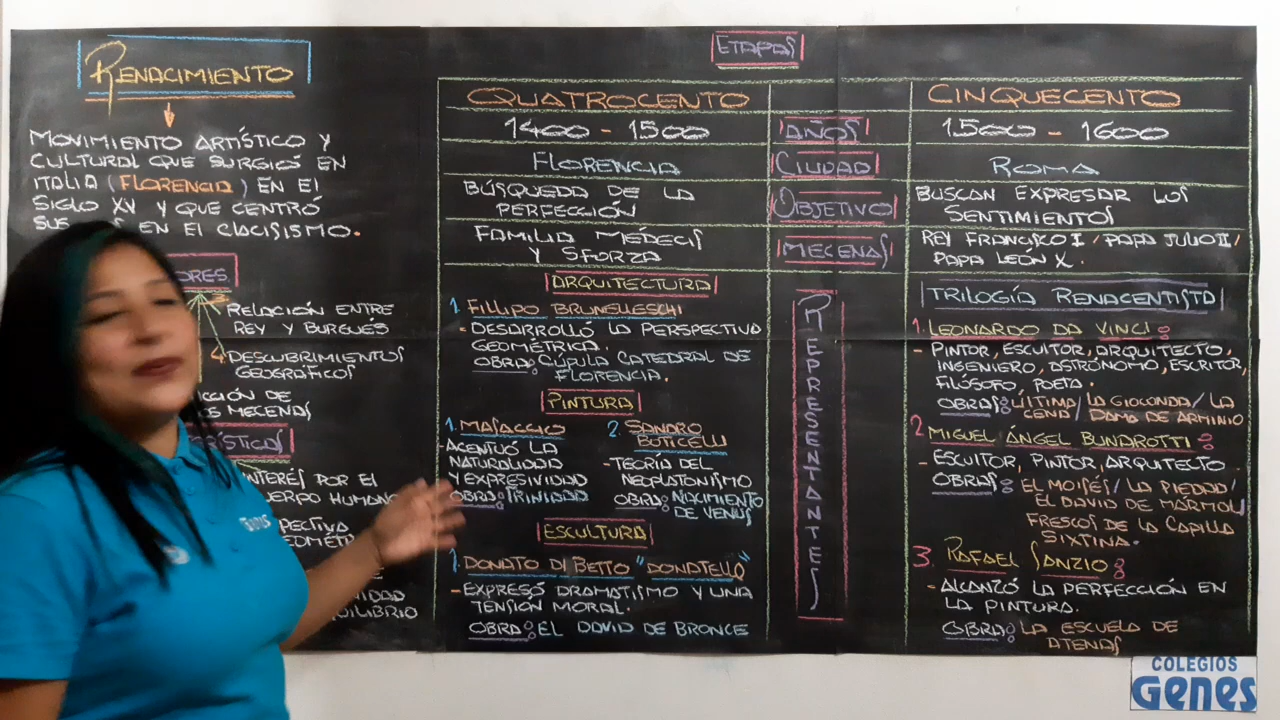 RENACIMIENTO
MOVIMIENTO ARTÍSTICO Y
CULTURAL QUE SURGIÓ EN
ITALIA (FLORENCIA) EN El
SIGLO XV Y QUE CENTRÓ
EN El CLACISISMO.
RELACIÓN ENTRE
REY Y BURGUÉS
4 DESCUBRIMIENTOS
GEOGRÁFICOS
DE
MECENAS
INTERÉS POR El
HUMANO
ETAPAS
QUATROCENTO
CINQUECENTO
1400 - 1500
AÑOS
1500 - 1600
FLORENCIA
CIUDAD
ROMA
BÚSQUEDA DE LA
PERFECCIÓN
OBJETIVO
BUSCAN EXPRESAR LOS
SENTIMIENTOS
FAMILIA MÉDECIS
Y SFORZA
MECENAS
REY FRANCISCO I / PAPA JULIO II /
PAPA LEÓN X.
ARQUITECTURA
1 FILLIPO BRUNELESCHI
- DESARROLLÓ LA PERSPECTIVA
GEOMÉTRICA.
OBRA: CÚPULA CATEDRAL DE
FLORENCIA.
PINTURA
1. MASACCIO
- ACENTUÓ LA
NATURALIDAD
Y EXPRESIVIDAD
OBRA: TRINIDAD
2. SANDRO
BOTICELLI
- TEORIA DEL
NEOPLATONISMO
OBRA: NACIMIENTO
DE VENUS
ESCULTURA
1. DONATO DI BETTO "DONATELLO"
- EXPRESÓ DRAMATISMO Y UNA
TENSIÓN MORAL.
OBRA: EL DAVID DE BRONCE
REPRESENTANTES
TRILOGÍA RENACENTISTA
1. LEONARDO DA VINCI:
- PINTOR, ESCUlTOR, ARQUITECTO,
INGENIERO, ASTRÓNOMO, ESCRITOR,
FILÓSOFO, POETA.
OBRAS: ÚLTIMA / LA GIOCONDA / LA
CENA / DAMA DE ARMINIO
2 MIGUEL ÁNGEL BUNAROTTI:
- ESCUlTOR, PINTOR, ARQUITECTO
OBRAS: EL MOISÉS / LA PIEDAD /
EL DAVID DE MÁRMOL /
FRESCOS DE LA CAPILLA
SIXTINA.
3. RAFAEL SANZIO:
- ALCANZÓ LA PERFECCIÓN EN
LA PINTURA.
OBRA: LA ESCUELA DE
ATENAS
COLEGIOS
Genes